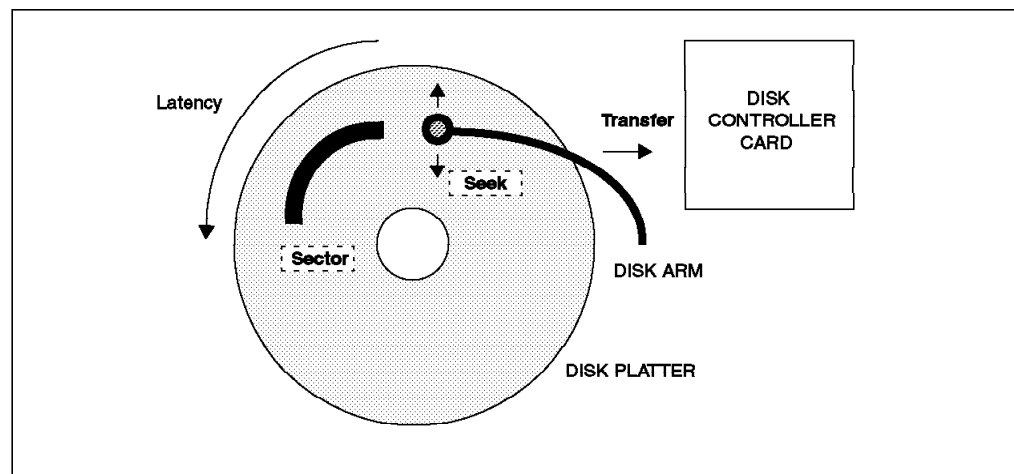 Latency
Transfer
DISK
CONTROLLER
CARD
Seek
Sector
DISK ARM
DISK PLATTER